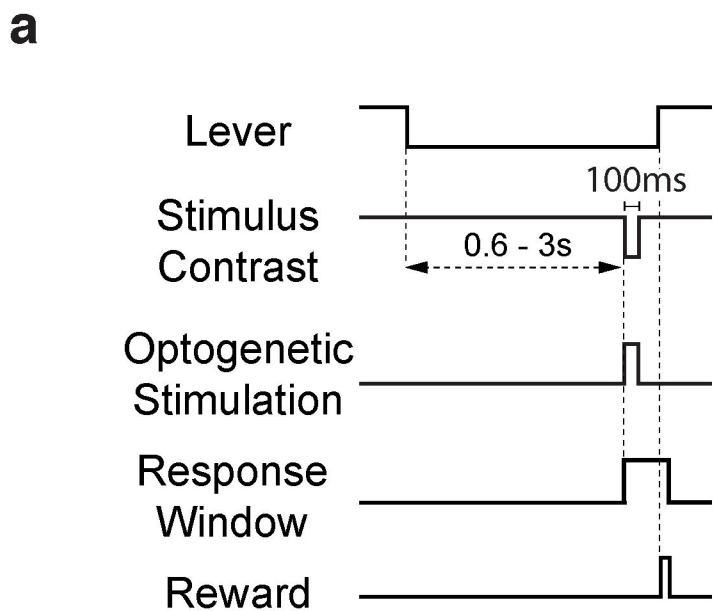 a
Lever
100ms
Stimulus
Contrast
0.6 - 3s
Optogenetic
Stimulation
Response
Window
Reward